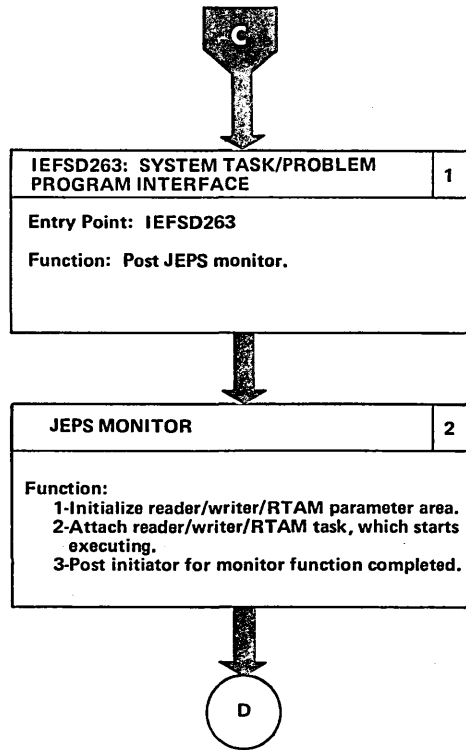 C
IEFSD263: SYSTEM TASK/PROBLEM
PROGRAM INTERFACE
1
Entry Point: IEFSD263
Function: Post JEPS monitor.
JEPS MONITOR
2
Function:
1-Initialize reader/writer/RTAM parameter area.
2-Attach reader/writer/RTAM task, which starts
executing.
3-Post initiator for monitor function completed.
D